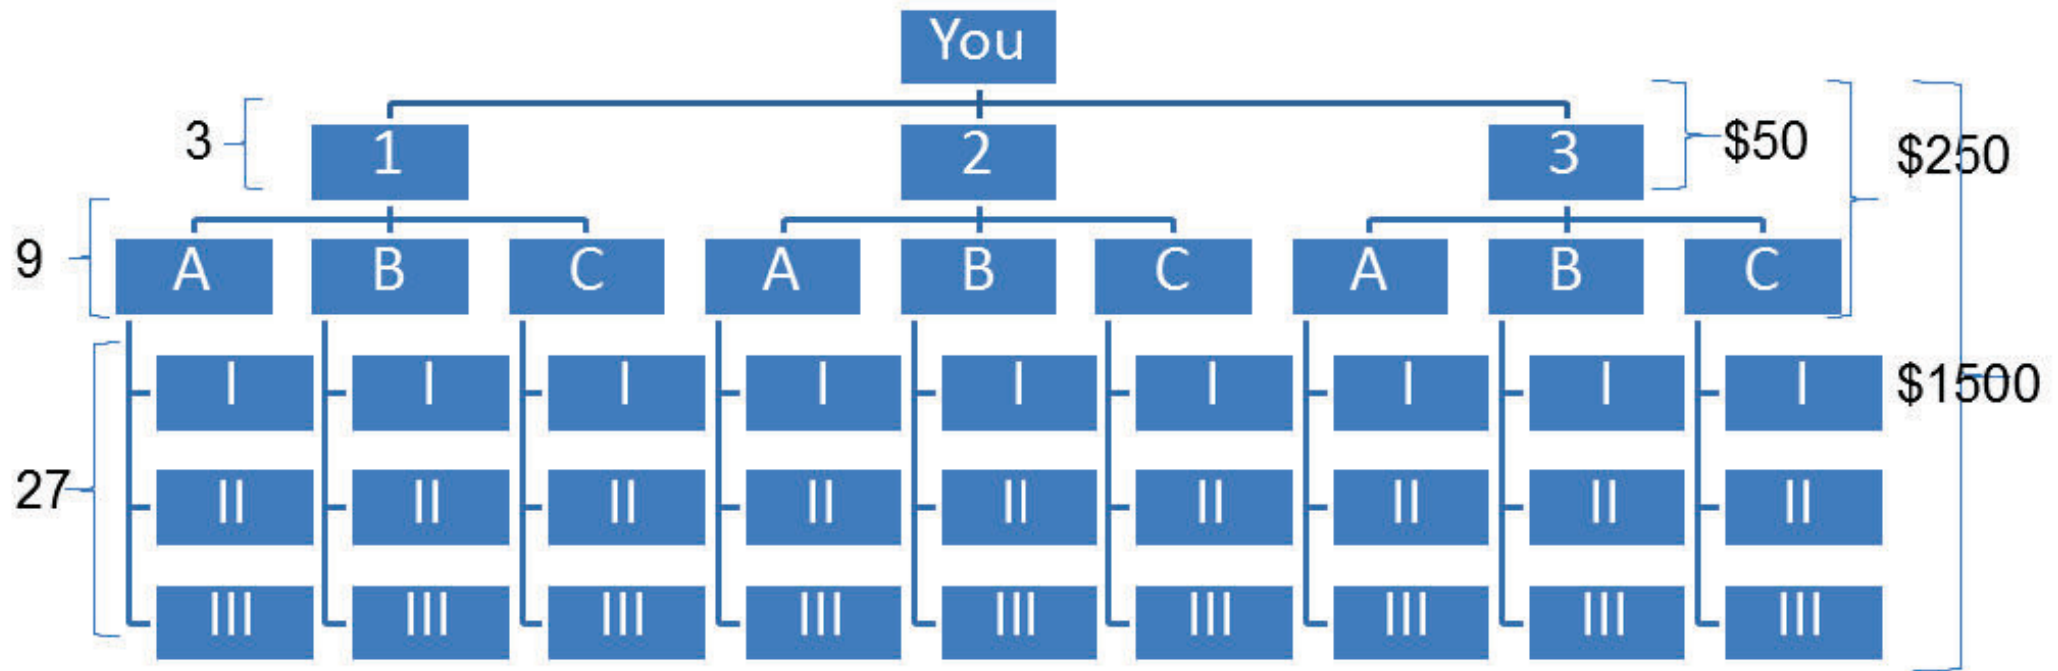 You
3 1 2 3 $50 $250
9 A B C A B C A B C
I I I I I I I I I $1500
27 II II II II II II II II II
III III III III III III III III III